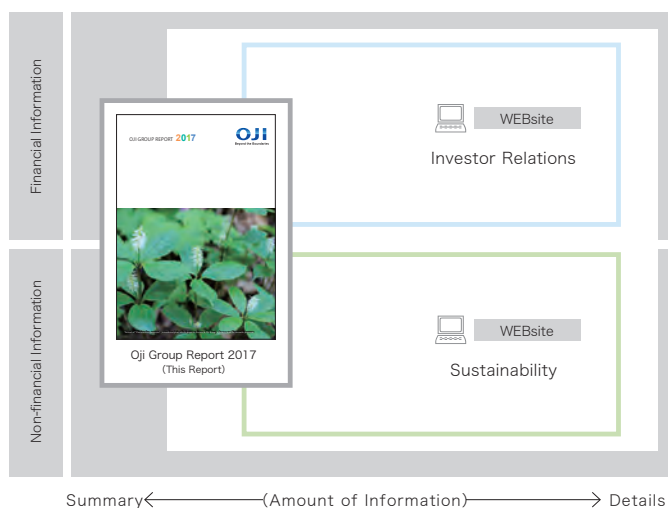 Financial Information
WEBsite
Investor Relations
OJI GROUP REPORT 2017
OJI
Beyond the Boundaries
Oji Group Report 2017
(This Report)
Non-financial Information
WEBsite
Sustainability
Summary (Amount of Information) Details